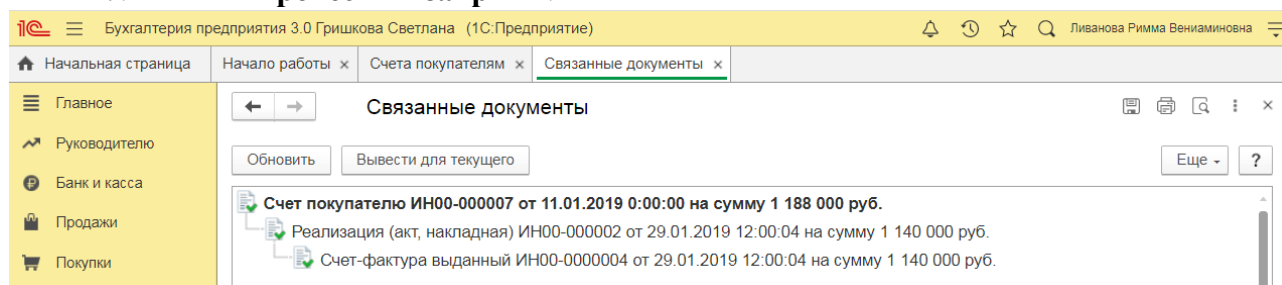 1С Бухгалтерия предприятия 3.0 Гришкова Светлана (1С:Предприятие) Ливанова Римма Вениаминовна
Начальная страница Начало работы × Счета покупателям × Связанные документы ×
Главное
Руководителю
Банк и касса
Продажи
Покупки
Связанные документы
Обновить Вывести для текущего Еще ?
Счет покупателю ИН00-000007 от 11.01.2019 0:00:00 на сумму 1 188 000 руб.
Реализация (акт, накладная) ИН00-000002 от 29.01.2019 12:00:04 на сумму 1 140 000 руб.
Счет-фактура выданный ИН00-0000004 от 29.01.2019 12:00:04 на сумму 1 140 000 руб.